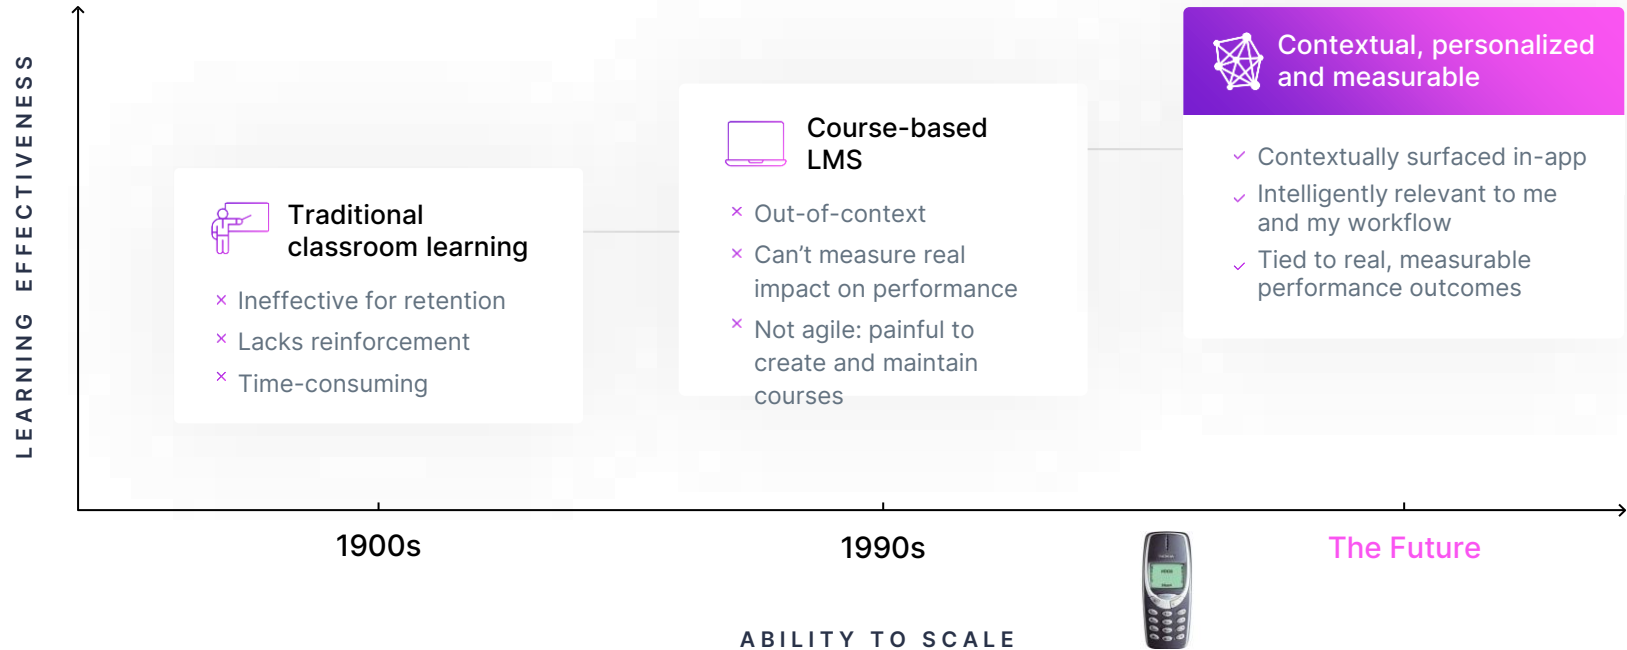 LEARNING EFFECTIVENESS
Traditional
classroom learning
Ineffective for retention
Lacks reinforcement
Time-consuming
Course-based
LMS
Out-of-context
Can’t measure real
impact on performance
Not agile: painful to
create and maintain
courses
Contextual, personalized
and measurable
Contextually surfaced in-app
Intelligently relevant to me
and my workflow
Tied to real, measurable
performance outcomes
1900s
1990s
The Future
ABILITY TO SCALE